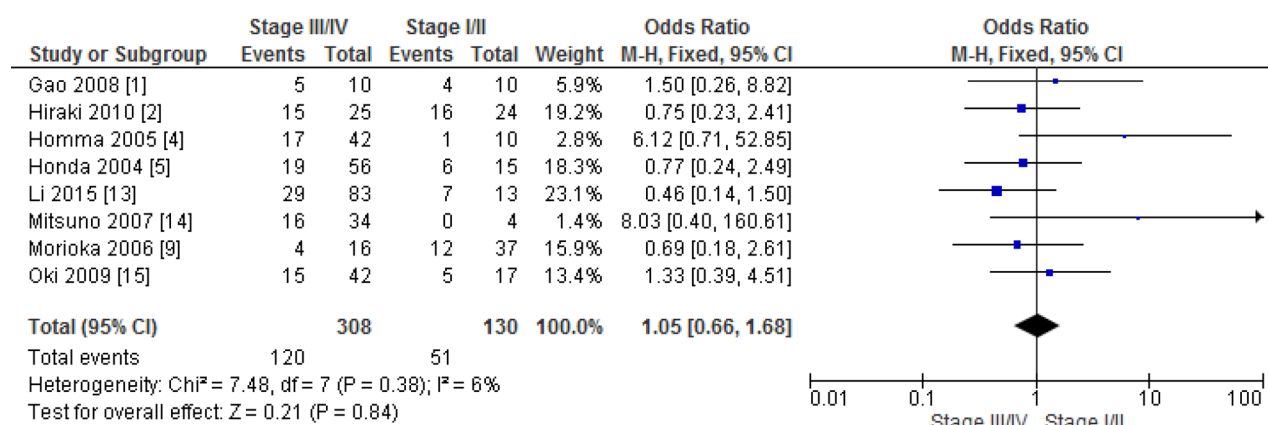 Stage III/IV Stage I/II Odds Ratio Odds Ratio
Study or Subgroup Events Total Events Total Weight M-H, Fixed, 95% CI M-H, Fixed, 95% CI
Gao 2008 [1] 5 10 4 10 5.9% 1.50 [0.26, 8.82]
Hiraki 2010 [2] 15 25 16 24 19.2% 0.75 [0.23, 2.41]
Homma 2005 [4] 17 42 1 10 2.8% 6.12 [0.71, 52.85]
Honda 2004 [5] 19 56 6 15 18.3% 0.77 [0.24, 2.49]
Li 2015 [13] 29 83 7 13 23.1% 0.46 [0.14, 1.50]
Mitsuno 2007 [14] 16 34 0 4 1.4% 8.03 [0.40, 160.61]
Morioka 2006 [9] 4 16 12 37 15.9% 0.69 [0.18, 2.61]
Oki 2009 [15] 15 42 5 17 13.4% 1.33 [0.39, 4.51]
Total (95% CI) 308 130 100.0% 1.05 [0.66, 1.68]
Total events 120 51
Heterogeneity: Chi² = 7.48, df = 7 (P = 0.38); I² = 6%
Test for overall effect: Z = 0.21 (P = 0.84)
0.01 0.1 1 10 100
Stage III/IV Stage I/II